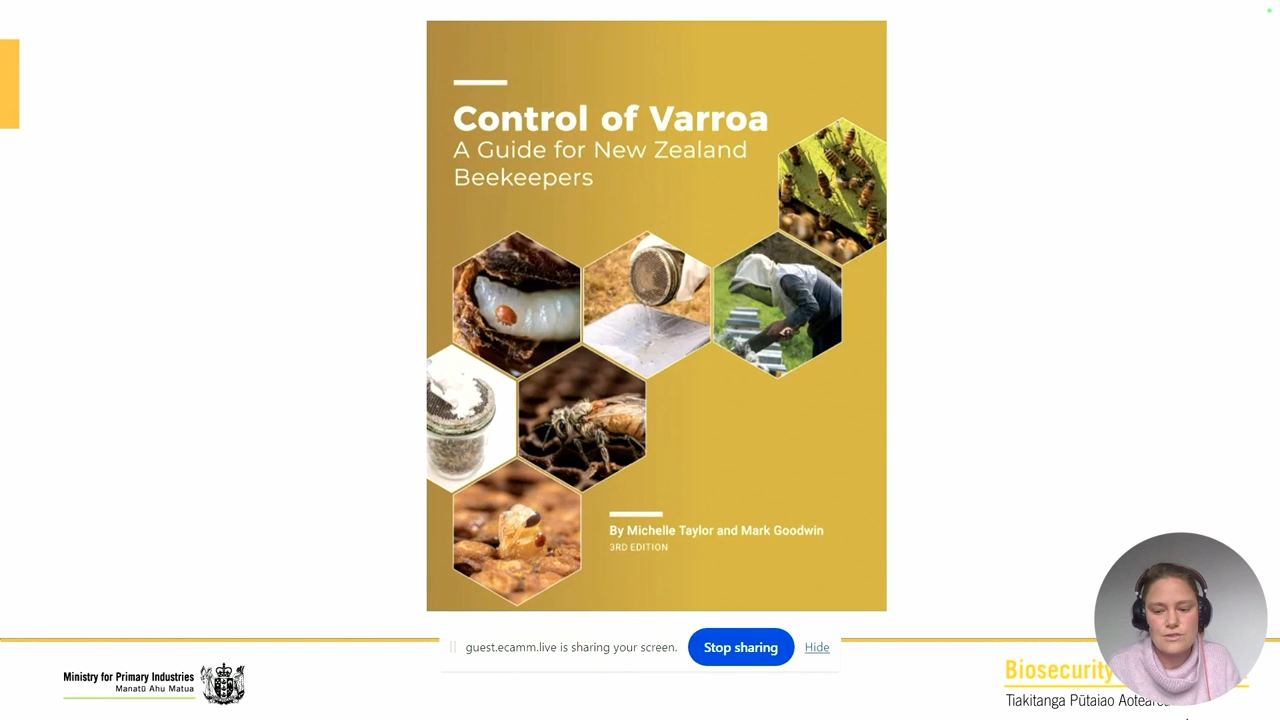 Control of Varroa
A Guide for New Zealand
Beekeepers
By Michelle Taylor and Mark Goodwin
3RD EDITION
guest.ecamm.live is sharing your screen.
Stop sharing
Hide
Ministry for Primary Industries
Manatū Ahu Matua
Biosecurity
Tiakitanga Pūtaiao